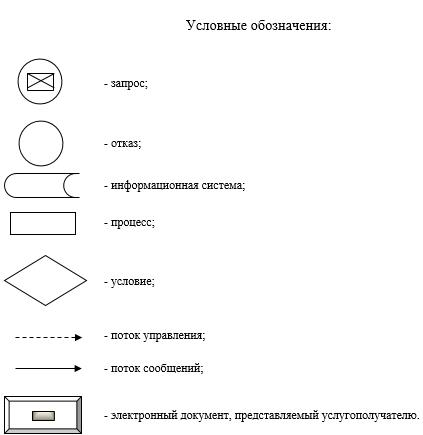 Условные обозначения:
- запрос;
- отказ;
- информационная система;
- процесс;
- условие;
- поток управления;
- поток сообщений;
- электронный документ, представляемый услугополучателю.